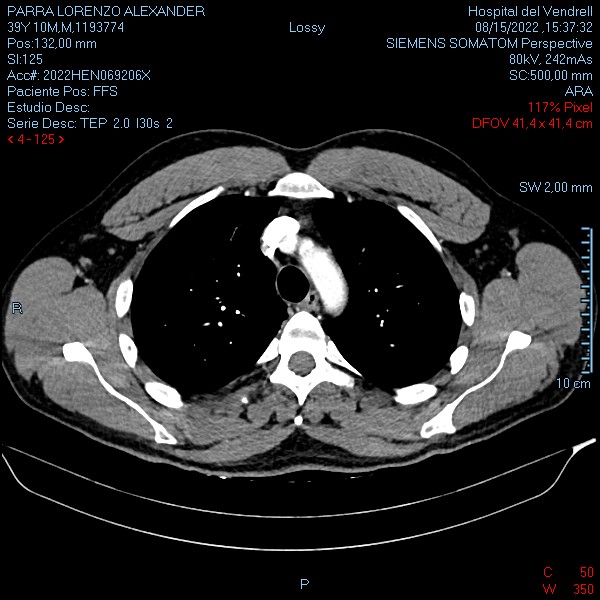 PARRA LORENZO ALEXANDER
39Y 10M,M,1193774
Pos:132,00 mm
SI:125
Acc#: 2022HEN069206X
Paciente Pos: FFS
Estudio Desc:
Serie Desc: TEP 2.0 I30s 2
< 4 - 125 >
Lossy
Hospital del Vendrell
08/15/2022 ,15:37:32
SIEMENS SOMATOM Perspective
80kV, 242mAs
SC:500,00 mm
ARA
117% Pixel
DFOV 41,4 x 41,4 cm
SW 2,00 mm
R
10 cm
P
C 50
W 350